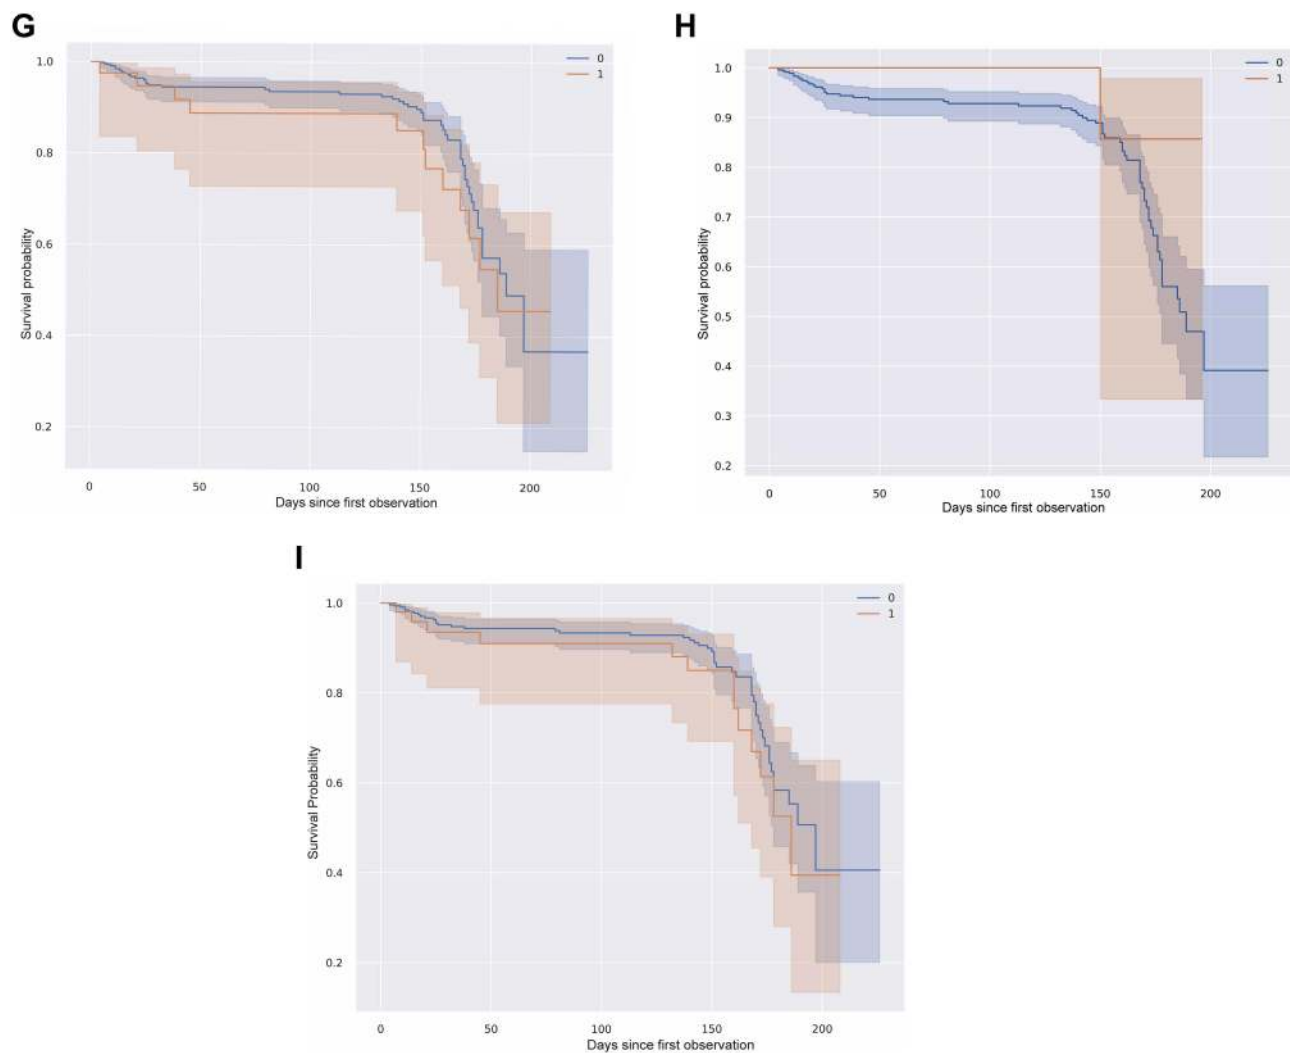 G
1.0
0.8
0.6
0.4
0.2
0 50 100 150 200
Survival probability
Days since first observation
0
1
H
1.0
0.9
0.8
0.7
0.6
0.5
0.4
0.3
0.2
0 50 100 150 200
Survival probability
Days since first observation
0
1
I
1.0
0.8
0.6
0.4
0.2
0 50 100 150 200
Survival Probability
Days since first observation
0
1